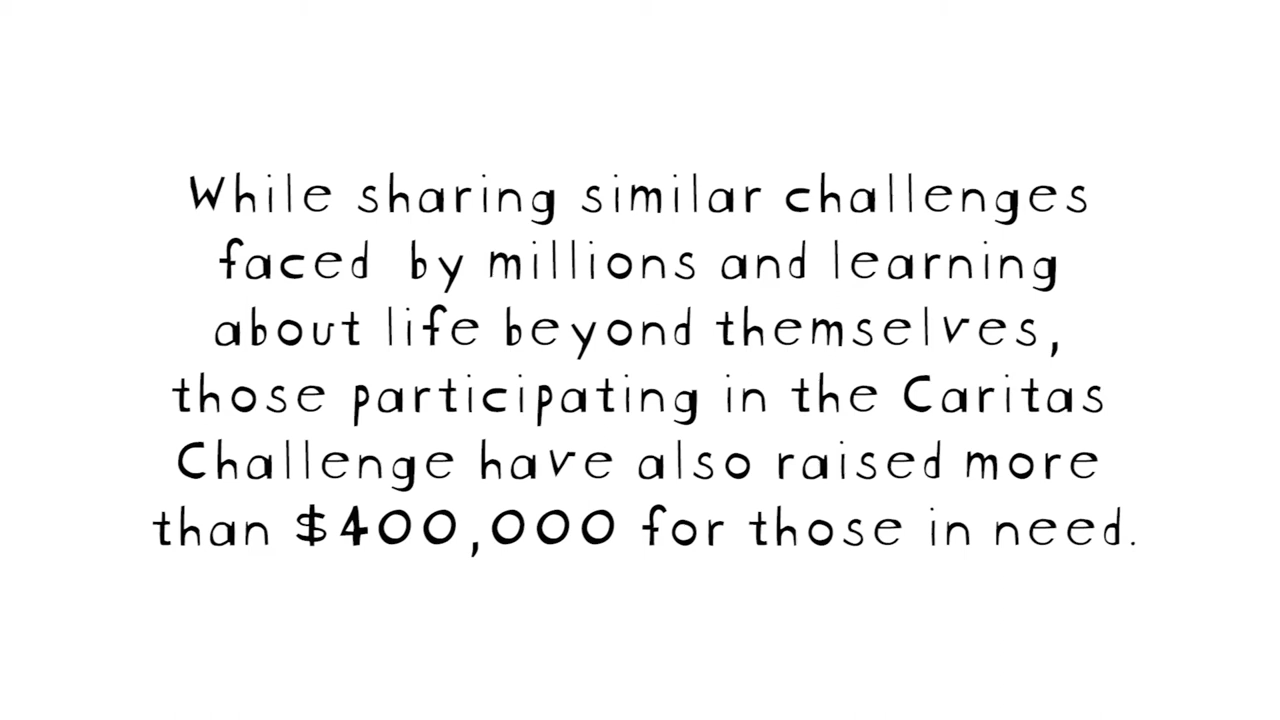 While sharing similar challenges
faced by millions and learning
about life beyond themselves,
those participating in the Caritas
Challenge have also raised more
than $400,000 for those in need.